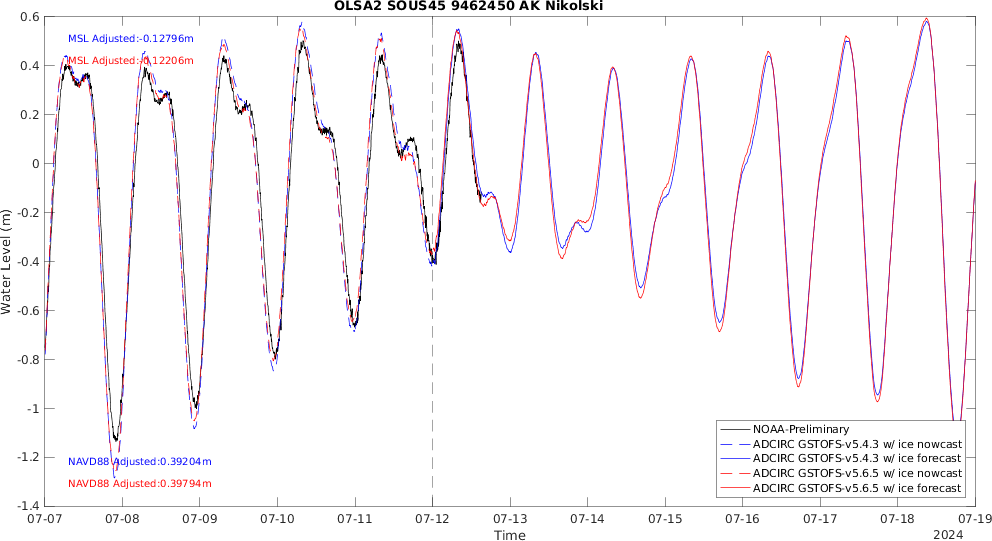 OLSA2 SOUS45 9462450 AK Nikolski
MSL Adjusted:-0.12796m
MSL Adjusted:-0.12206m
NAVD88 Adjusted:0.39204m
NAVD88 Adjusted:0.39794m
Water Level (m)
0.6
0.4
0.2
0
-0.2
-0.4
-0.6
-0.8
-1
-1.2
-1.4
NOAA-Preliminary
ADCIRC GSTOFS-v5.4.3 w/ ice nowcast
ADCIRC GSTOFS-v5.4.3 w/ ice forecast
ADCIRC GSTOFS-v5.6.5 w/ ice nowcast
ADCIRC GSTOFS-v5.6.5 w/ ice forecast
07-07 07-08 07-09 07-10 07-11 07-12 07-13 07-14 07-15 07-16 07-17 07-18 07-19
Time
2024